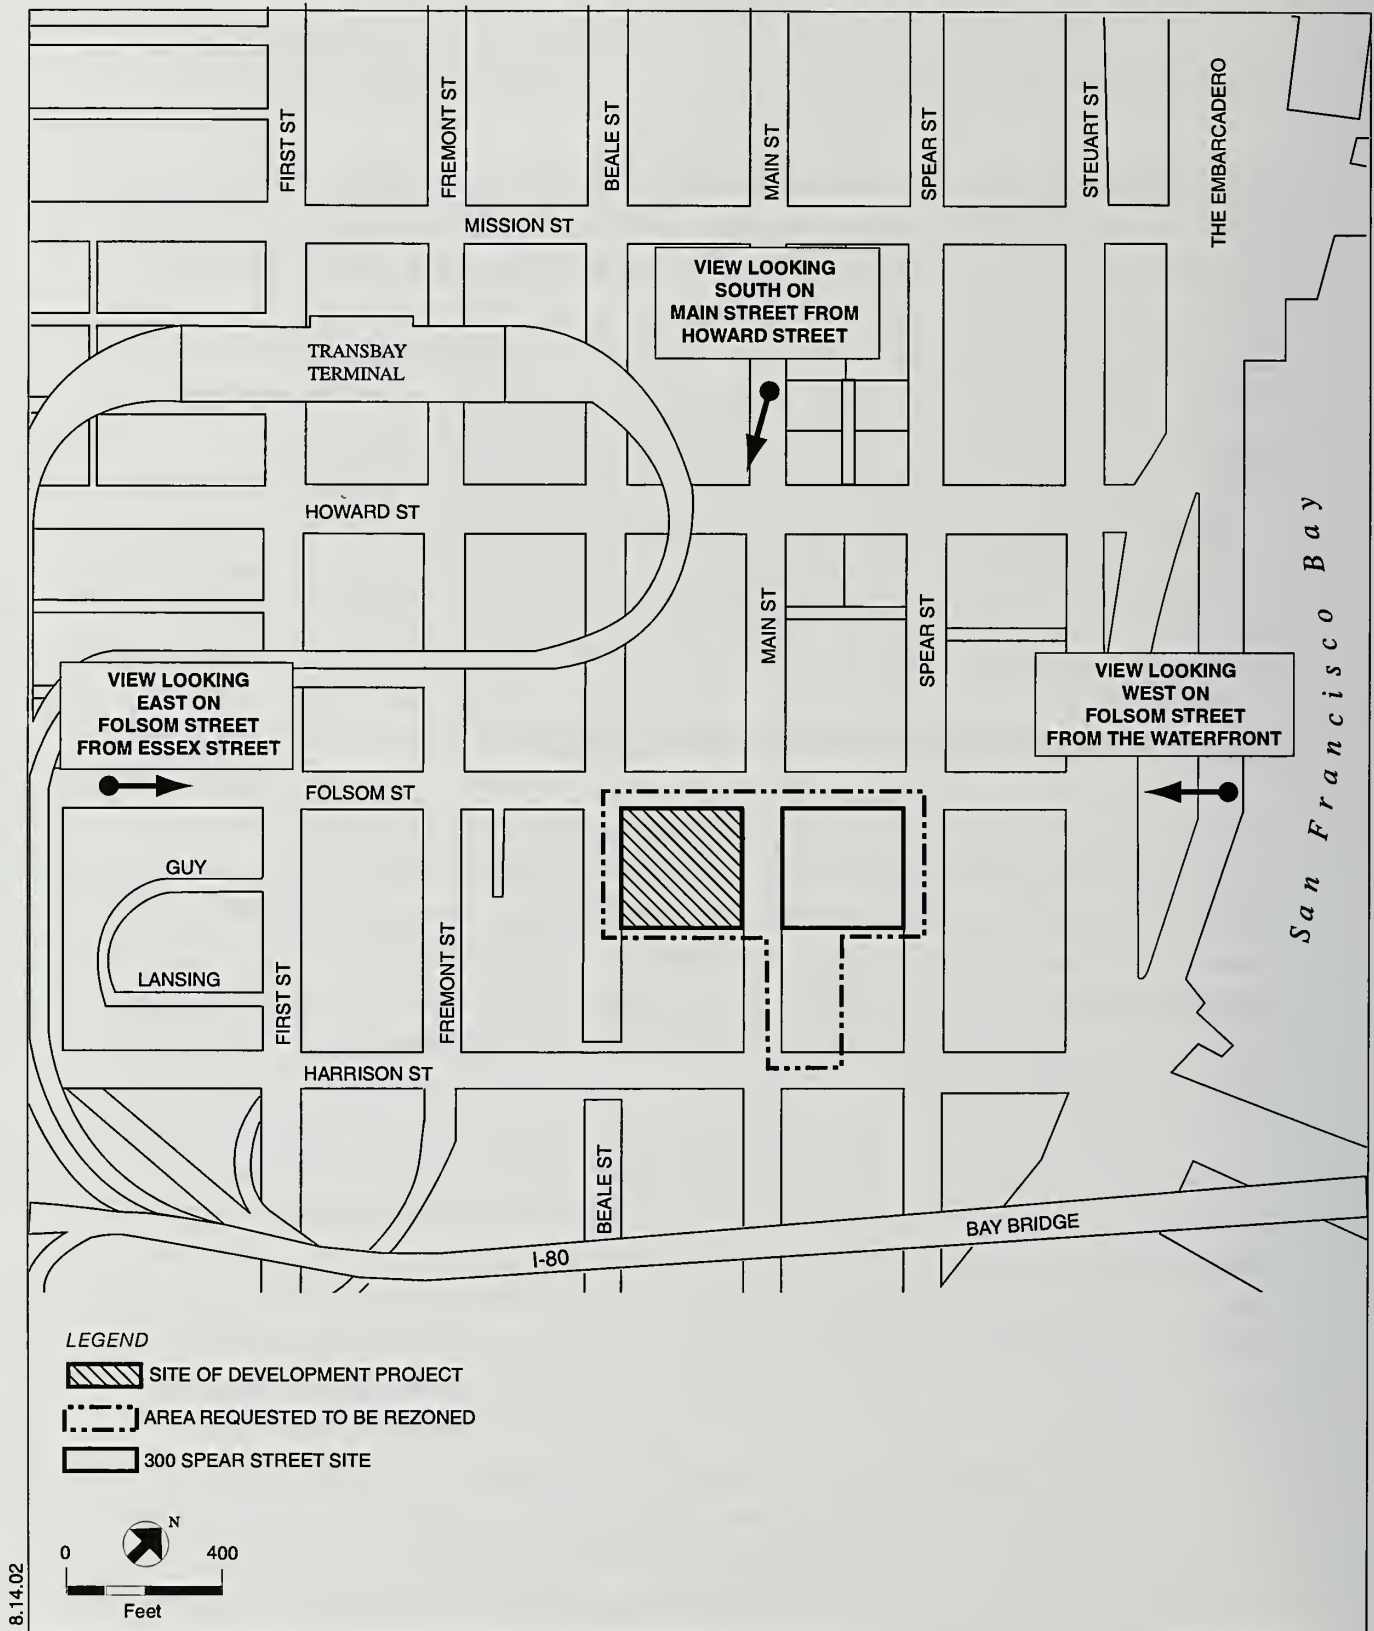 FIRST ST
FREMONT ST
BEALE ST
MAIN ST
SPEAR ST
STEUART ST
THE EMBARCADERO
MISSION ST
VIEW LOOKING
SOUTH ON
MAIN STREET FROM
HOWARD STREET
TRANSBAY
TERMINAL
HOWARD ST
San Francisco Bay
MAIN ST
SPEAR ST
VIEW LOOKING
EAST ON
FOLSOM STREET
FROM ESSEX STREET
VIEW LOOKING
WEST ON
FOLSOM STREET
FROM THE WATERFRONT
FOLSOM ST
GUY
LANSING
FIRST ST
FREMONT ST
HARRISON ST
BEALE ST
BAY BRIDGE
I-80
LEGEND
SITE OF DEVELOPMENT PROJECT
AREA REQUESTED TO BE REZONED
300 SPEAR STREET SITE
N
0 400
Feet
8.14.02